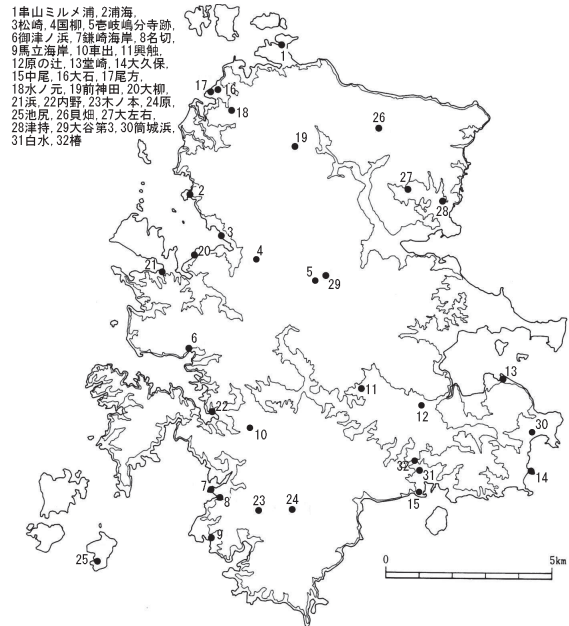 1串山ミルメ浦, 2浦海,
3松崎, 4国柳, 5壱岐嶋分寺跡,
6御津ノ浜, 7鎌崎海岸, 8名切,
9馬立海岸, 10車出, 11興触,
12原の辻, 13堂崎, 14大久保,
15中尾, 16大石, 17尾方,
18水ノ元, 19前神田, 20大柳,
21浜, 22内野, 23木ノ本, 24原,
25池尻, 26貝畑, 27大左右,
28津持, 29大谷第3, 30筒城浜,
31白水, 32椿
1
17
16
18
26
19
27
2
28
3
20
4
21
5
29
6
13
11
12
22
30
10
32
31
14
7
8
15
23
24
9
25
0
5km